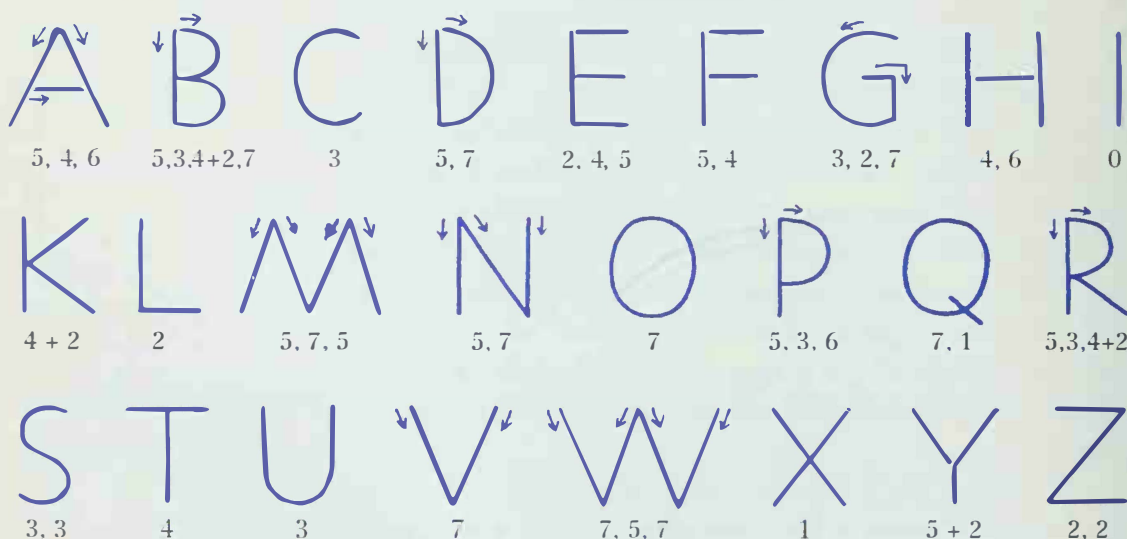 A B C D E F G H I
5, 4, 6 5,3,4+2,7 3 5, 7 2, 4, 5 5, 4 3, 2, 7 4, 6 0
K L M N O P Q R
4 + 2 2 5, 7, 5 5, 7 7 5, 3, 6 7, 1 5,3,4+2
S T U V W X Y Z
3, 3 4 3 7 7, 5, 7 1 5 + 2 2, 2